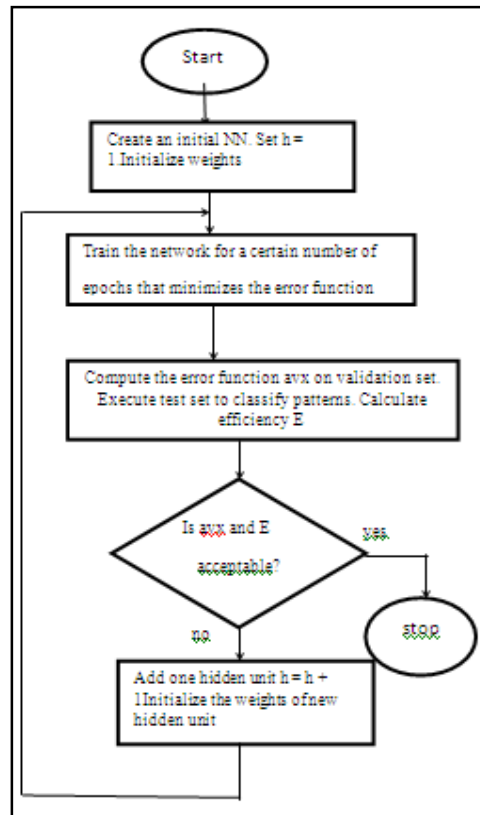 Start
Create an initial NN. Set h =
1.Initialize weights
Train the network for a certain number of
epochs that minimizes the error function
Compute the error function avx on validation set.
Execute test set to classify patterns. Calculate
efficiency E
Is avx and E
acceptable?
yes
stop
no
Add one hidden unit h = h +
1Initialize the weights of new
hidden unit